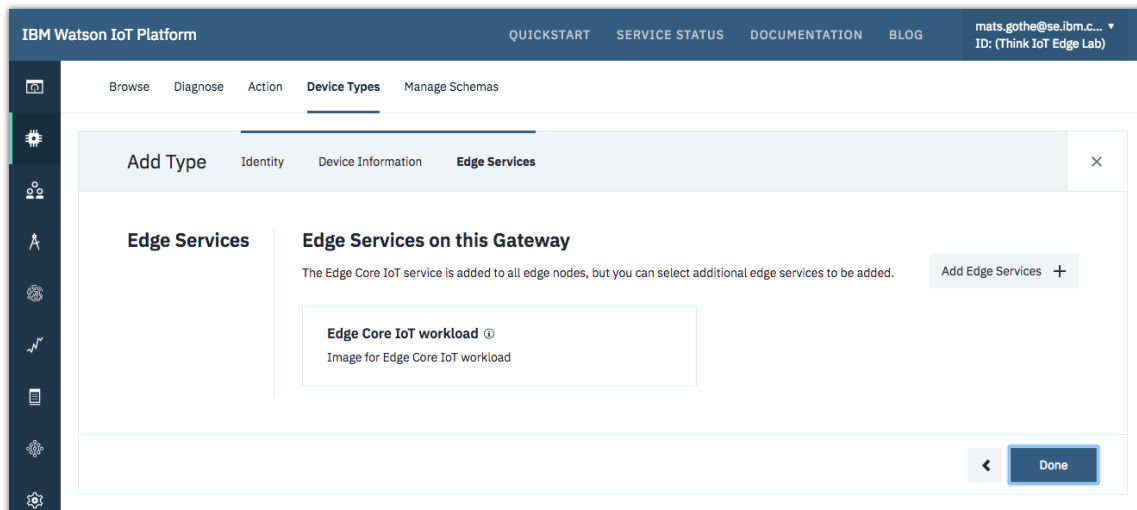 IBM Watson IoT Platform
QUICKSTART SERVICE STATUS DOCUMENTATION BLOG
mats.gothe@se.ibm.c...
ID: (Think IoT Edge Lab)
Browse Diagnose Action Device Types Manage Schemas
Add Type Identity Device Information Edge Services
Edge Services
Edge Services on this Gateway
The Edge Core IoT service is added to all edge nodes, but you can select additional edge services to be added.
Add Edge Services +
Edge Core IoT workload
Image for Edge Core IoT workload
Done